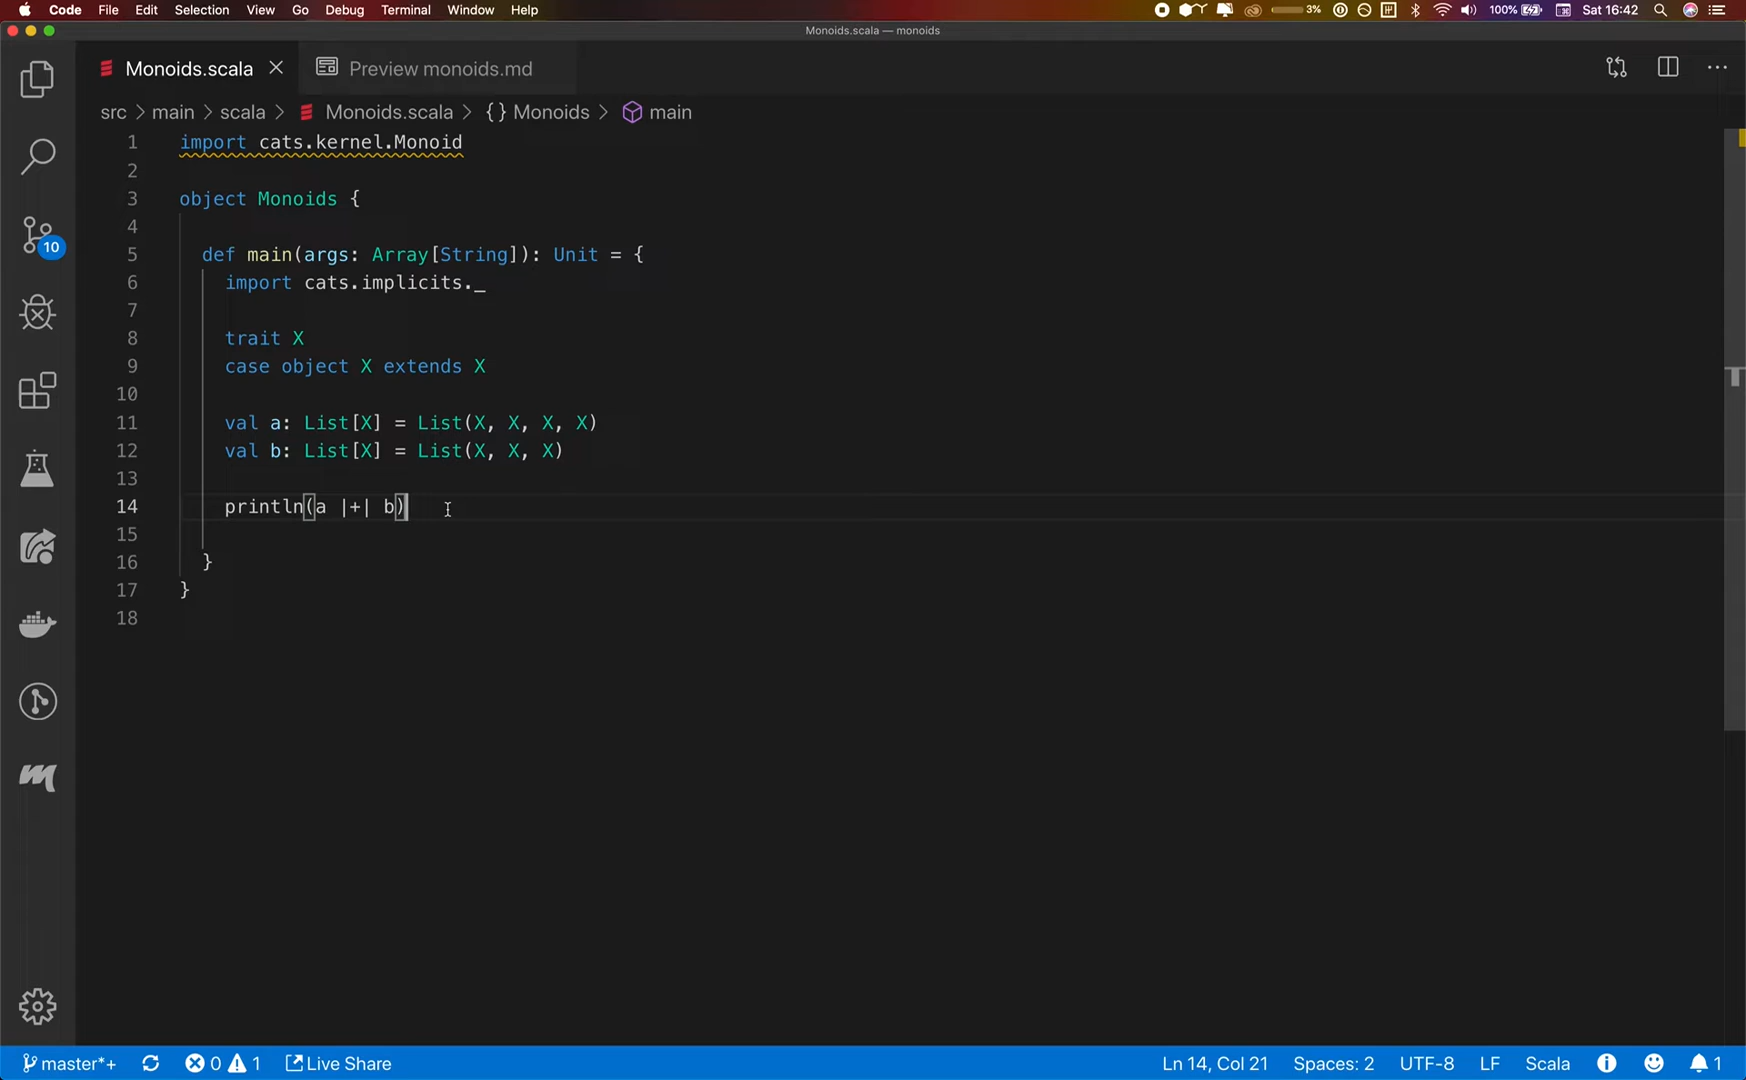 Code File Edit Selection View Go Debug Terminal Window Help 3% 100% Sat 16:42
Monoids.scala — monoids
Monoids.scala Preview monoids.md
src > main > scala > Monoids.scala > {} Monoids > main
1 import cats.kernel.Monoid
2
3 object Monoids {
4
5 def main(args: Array[String]): Unit = {
6 import cats.implicits._
7
8 trait X
9 case object X extends X
10
11 val a: List[X] = List(X, X, X, X)
12 val b: List[X] = List(X, X, X)
13
14 println(a |+| b)
15
16 }
17 }
18
10
master*+ 0 1 Live Share Ln 14, Col 21 Spaces: 2 UTF-8 LF Scala 1